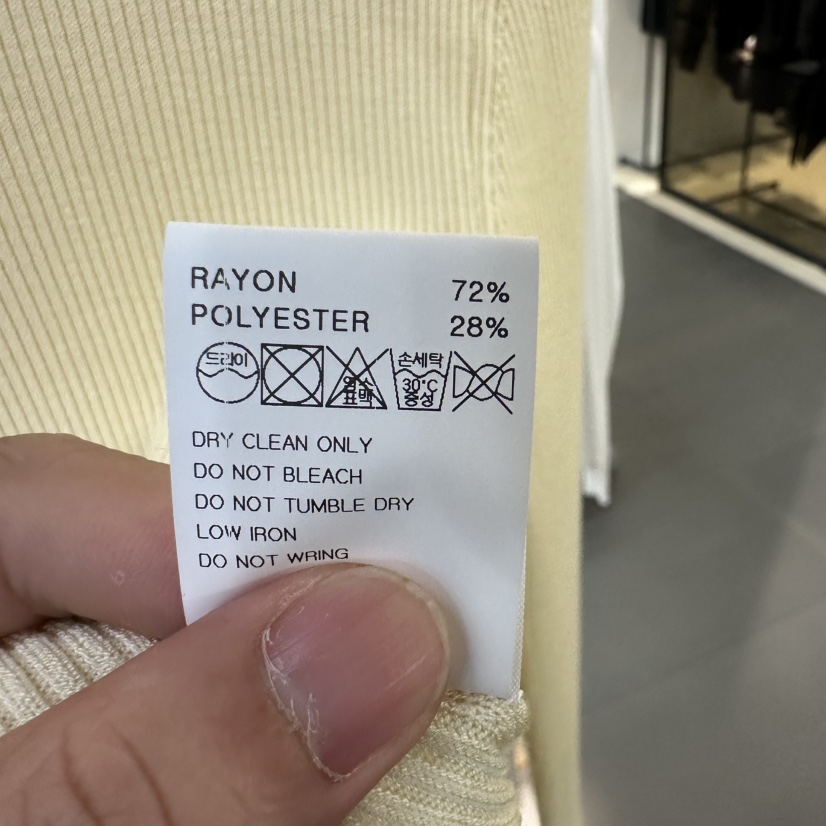 RAYON 72%
POLYESTER 28%
드라이
염소
표백
손세탁
30°C
중성
DRY CLEAN ONLY
DO NOT BLEACH
DO NOT TUMBLE DRY
LOW IRON
DO NOT WRING